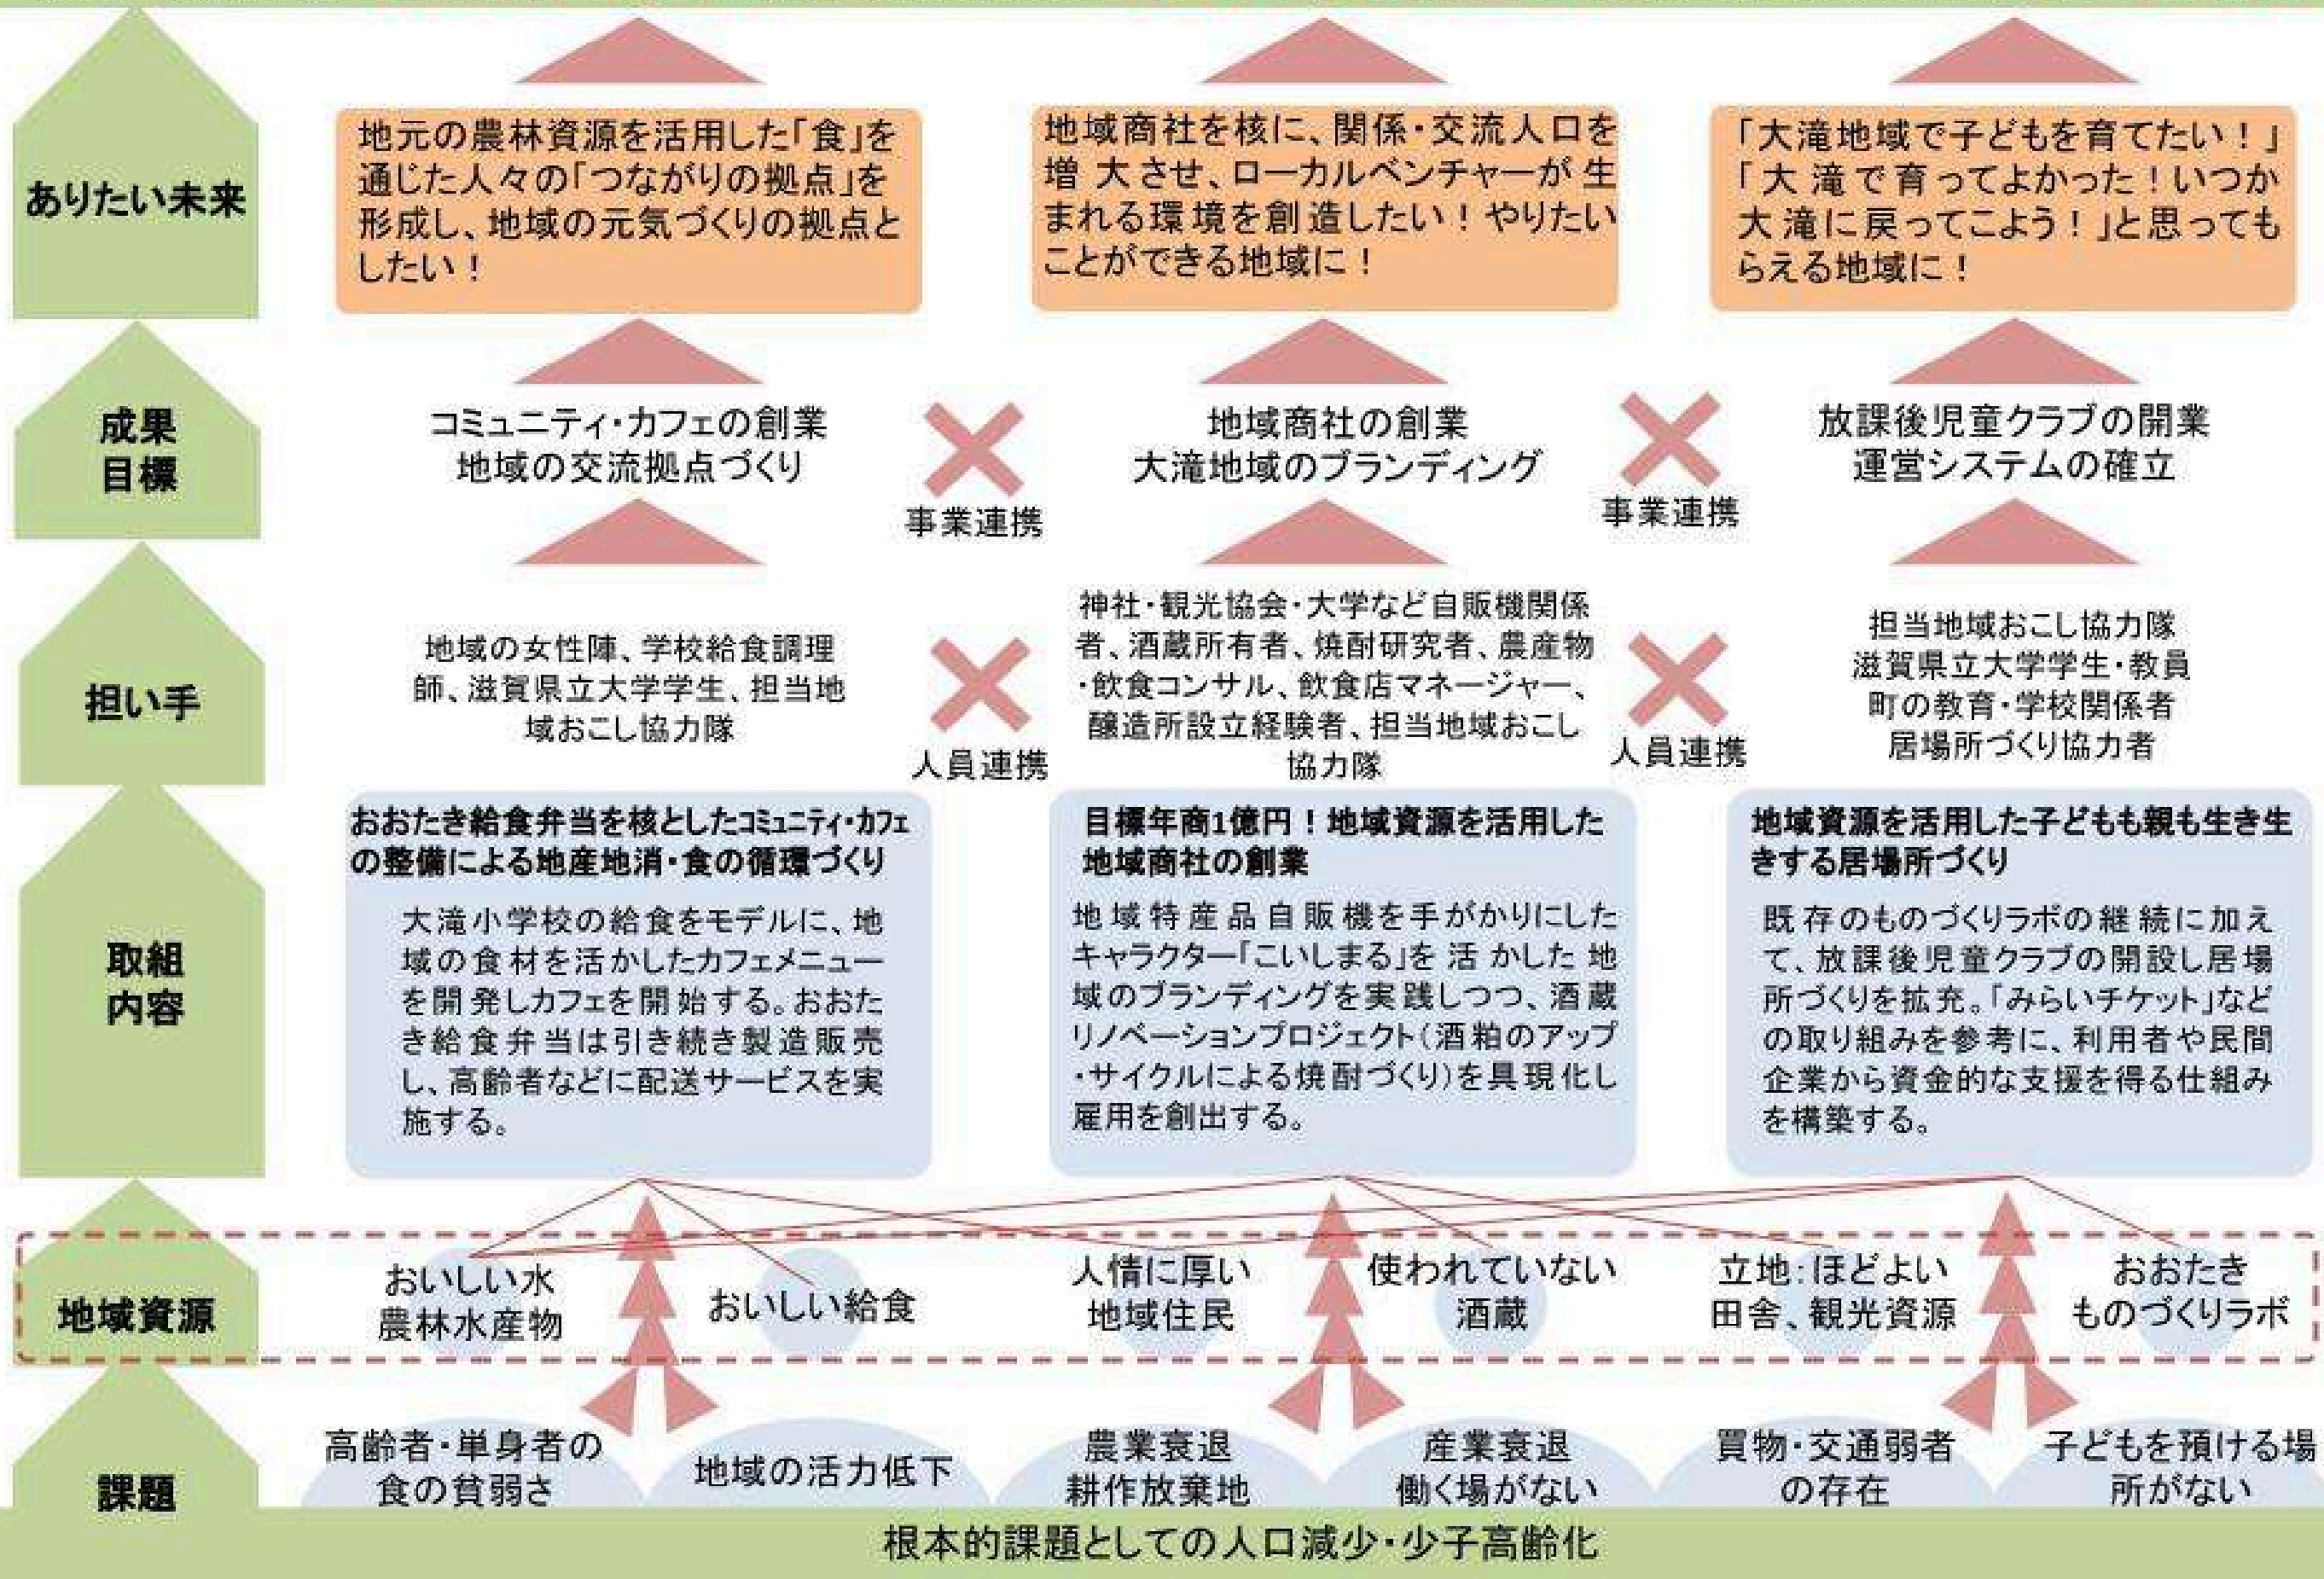 ありたい未来
地元の農林資源を活用した「食」を
通じた人々の「つながりの拠点」を
形成し、地域の元気づくりの拠点と
したい！
地域商社を核に、関係・交流人口を
増 大させ、ローカルベンチャーが 生
まれる環境を創造したい！やりたい
ことができる地域に！
「大滝地域で子どもを育てたい！」
「大滝で育ってよかった！いつか
大滝に戻ってこよう！」と思っても
らえる地域に！
成果
目標
コミュニティ・カフェの創業
地域の交流拠点づくり
事業連携
地域商社の創業
大滝地域のブランディング
事業連携
放課後児童クラブの開業
運営システムの確立
担い手
地域の女性陣、学校給食調理
師、滋賀県立大学学生、担当地
域おこし協力隊
人員連携
神社・観光協会・大学など自販機関係
者、酒蔵所有者、焼酎研究者、農産物
・飲食コンサル、飲食店マネージャー、
醸造所設立経験者、担当地域おこし
協力隊
人員連携
担当地域おこし協力隊
滋賀県立大学学生・教員
町の教育・学校関係者
居場所づくり協力者
取組
内容
おおたき給食弁当を核としたコミュニティ・カフェ
の整備による地産地消・食の循環づくり
大滝小学校の給食をモデルに、地
域の食材を活かしたカフェメニュー
を開発しカフェを開始する。おおた
き給食弁当は引き続き製造販売
し、高齢者などに配送サービスを実
施する。
目標年商1億円！地域資源を活用した
地域商社の創業
地域特産品自販機を手がかりにした
キャラクター「こいしまる」を 活 かした 地
域のブランディングを実践しつつ、酒蔵
リノベーションプロジェクト（酒粕のアップ
・サイクルによる焼酎づくり）を具現化し
雇用を創出する。
地域資源を活用した子どもも親も生き生
きする居場所づくり
既存のものづくりラボの継続に加え
て、放課後児童クラブの開設し居場
所づくりを拡充。「みらいチケット」など
の取り組みを参考に、利用者や民間
企業から資金的な支援を得る仕組み
を構築する。
地域資源
おいしい水
農林水産物
おいしい給食
人情に厚い
地域住民
使われていない
酒蔵
立地：ほどよい
田舎、観光資源
おおたき
ものづくりラボ
課題
高齢者・単身者の
食の貧弱さ
地域の活力低下
農業衰退
耕作放棄地
産業衰退
働く場がない
買物・交通弱者
の存在
子どもを預ける場
所がない
根本的課題としての人口減少・少子高齢化